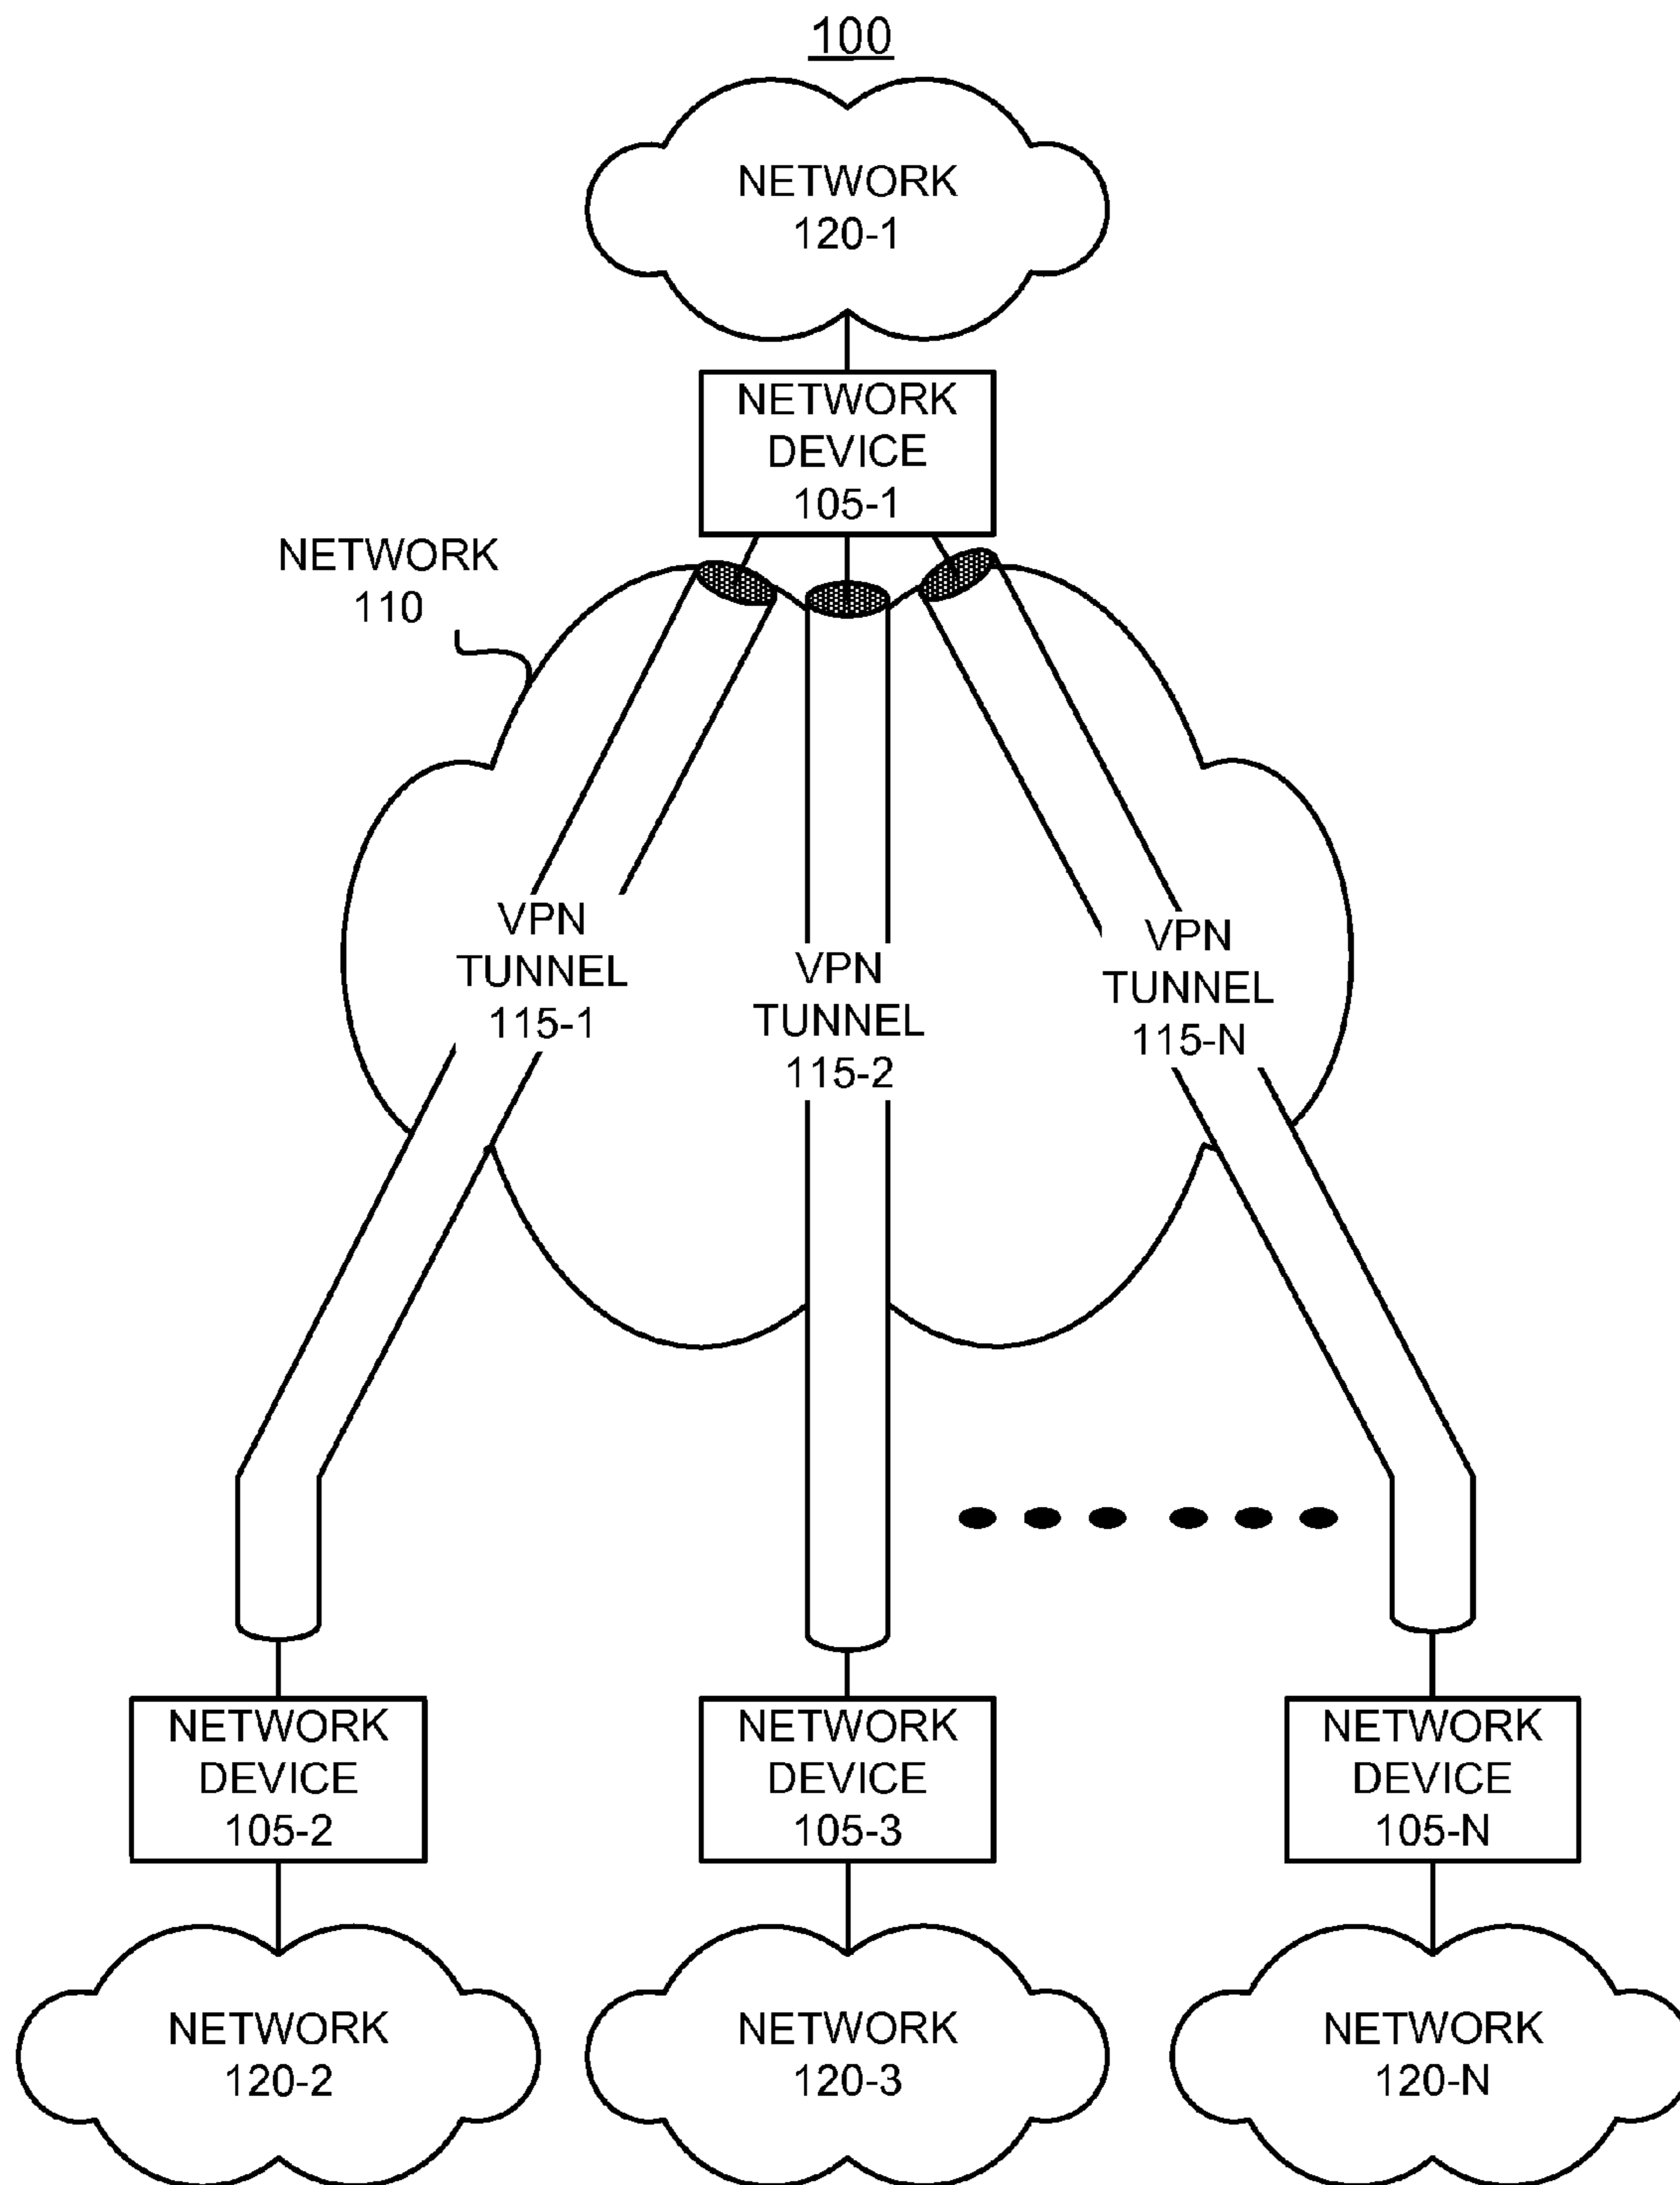 100
NETWORK
120-1
NETWORK
DEVICE
105-1
NETWORK
110
VPN
TUNNEL
115-1
VPN
TUNNEL
115-2
VPN
TUNNEL
115-N
NETWORK
DEVICE
105-2
NETWORK
DEVICE
105-3
NETWORK
DEVICE
105-N
NETWORK
120-2
NETWORK
120-3
NETWORK
120-N